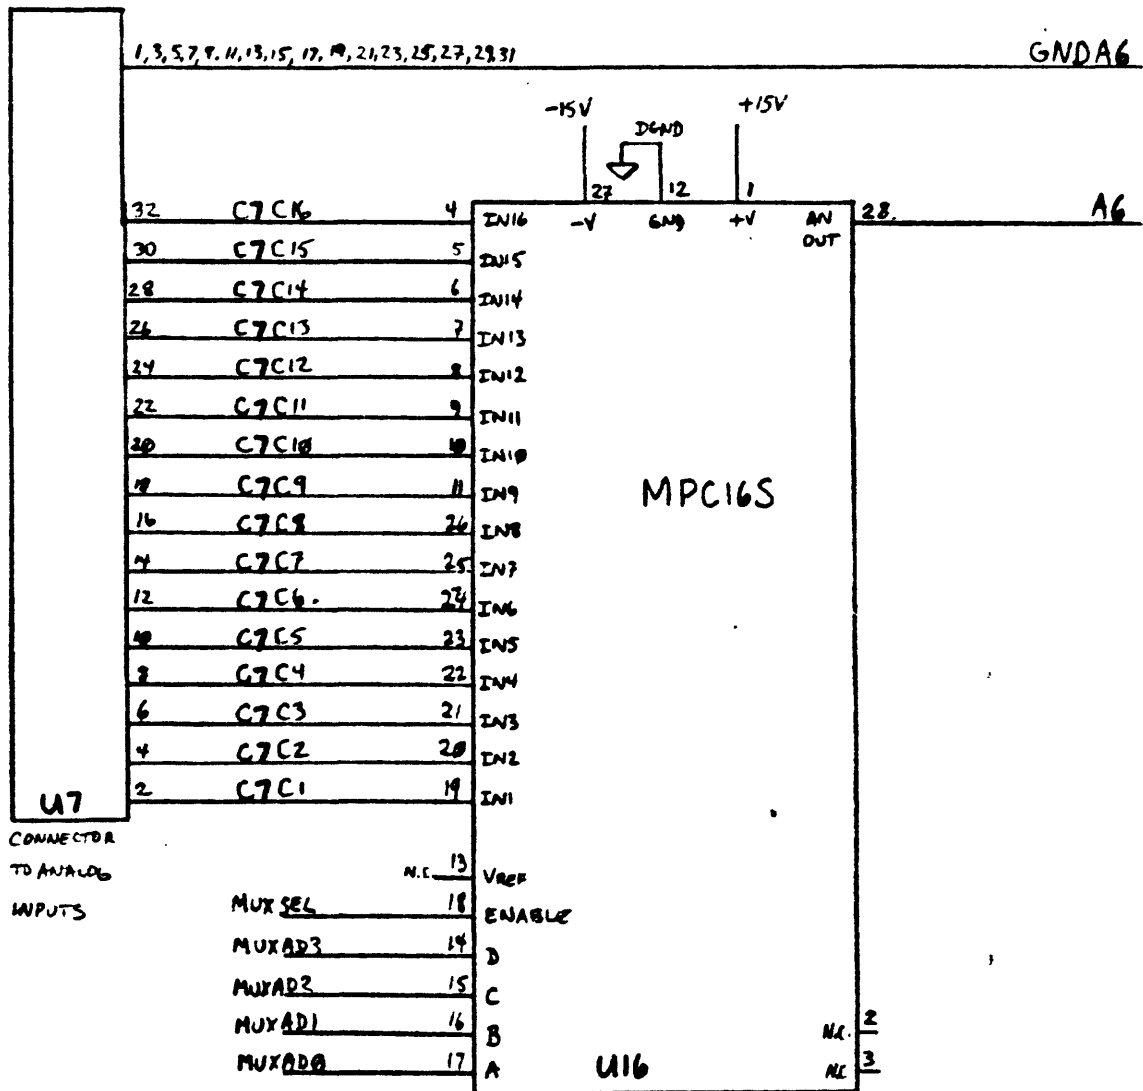 1,3,5,7,9,11,13,15,17,19,21,23,25,27,29,31 GNDA6
-15V DGND +15V
27 12 1
32 C7C16 4 IN16 -V GND +V AN OUT 28 A6
30 C7C15 5 IN15
28 C7C14 6 IN14
26 C7C13 7 IN13
24 C7C12 8 IN12
22 C7C11 9 IN11
20 C7C10 10 IN10
18 C7C9 11 IN9
MPC16S
16 C7C8 26 IN8
14 C7C7 25 IN7
12 C7C6 24 IN6
10 C7C5 23 IN5
8 C7C4 22 IN4
6 C7C3 21 IN3
4 C7C2 20 IN2
2 C7C1 19 IN1
U7
CONNECTOR
TO ANALOG
INPUTS
N.C. 13 VREF
MUXSEL 18 ENABLE
MUXAD3 14 D
MUXAD2 15 C
MUXAD1 16 B N.C. 2
MUXAD0 17 A U16 NC 3